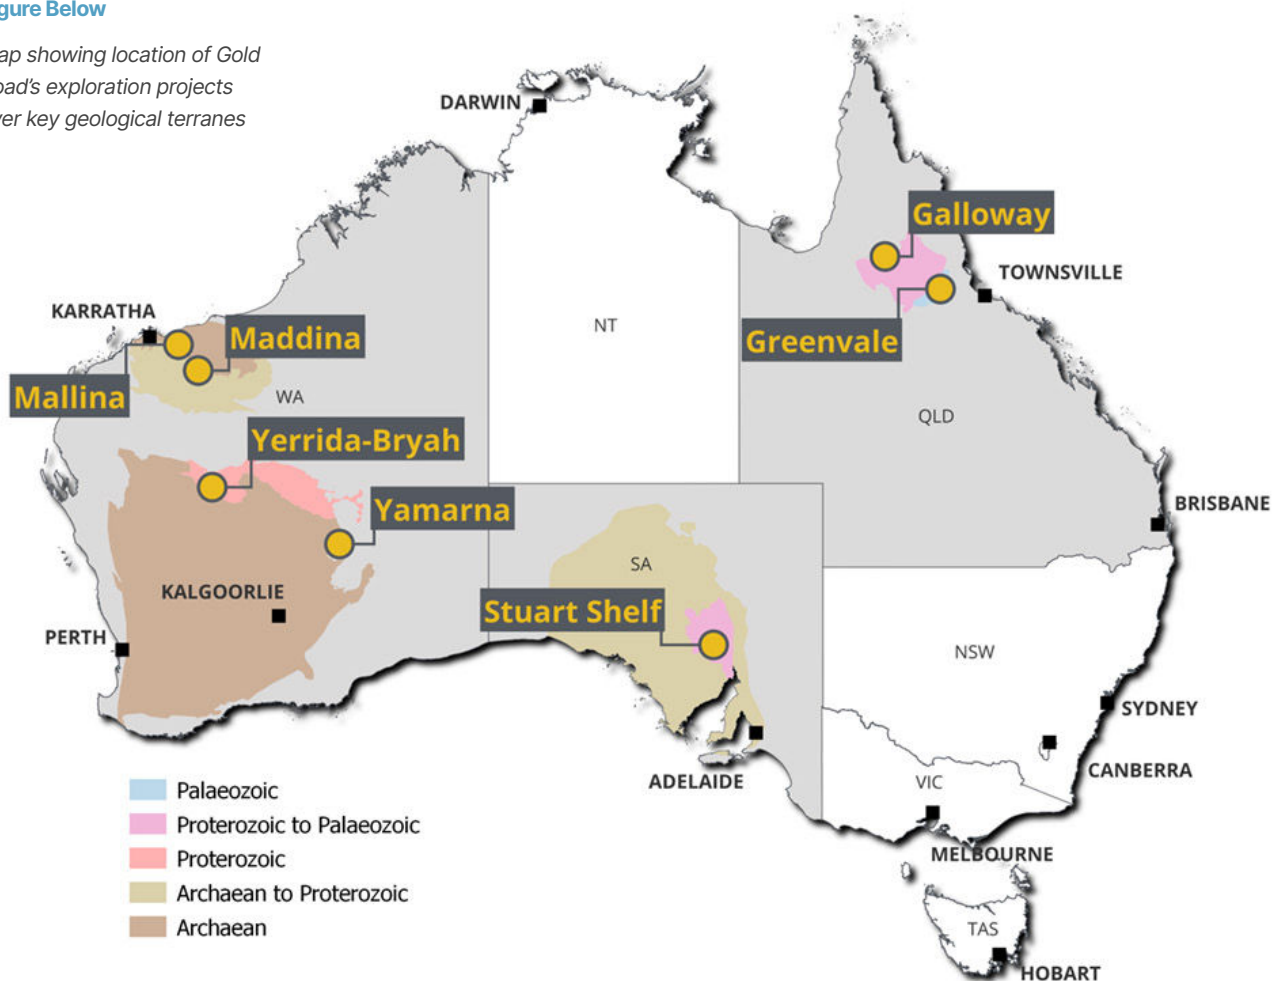 gure Below
ap showing location of Gold
oad's exploration projects
er key geological terranes
DARWIN
Galloway
TOWNSVILLE
KARRATHA
Maddina
NT
Greenvale
Mallina
WA
QLD
Yerrida-Bryah
Yamarna
BRISBANE
SA
KALGOORLIE
Stuart Shelf
PERTH
NSW
SYDNEY
CANBERRA
ADELAIDE
VIC
Palaeozoic
Proterozoic to Palaeozoic
MELBOURNE
Proterozoic
Archaean to Proterozoic
Archaean
TAS
HOBART